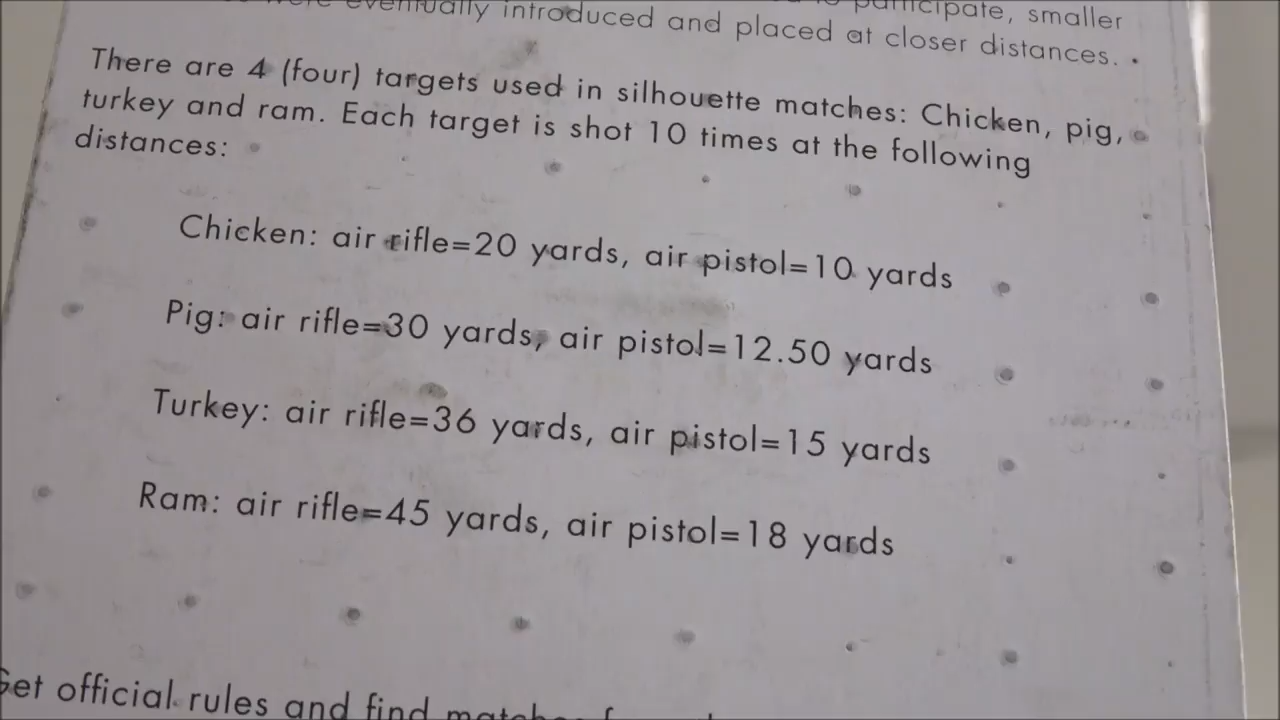 eventually introduced and placed at closer distances.
participate, smaller
There are 4 (four) targets used in silhouette matches: Chicken, pig,
turkey and ram. Each target is shot 10 times at the following
distances:
Chicken: air rifle=20 yards, air pistol=10 yards
Pig: air rifle=30 yards, air pistol=12.50 yards
Turkey: air rifle=36 yards, air pistol=15 yards
Ram: air rifle=45 yards, air pistol=18 yards
Get official rules and find